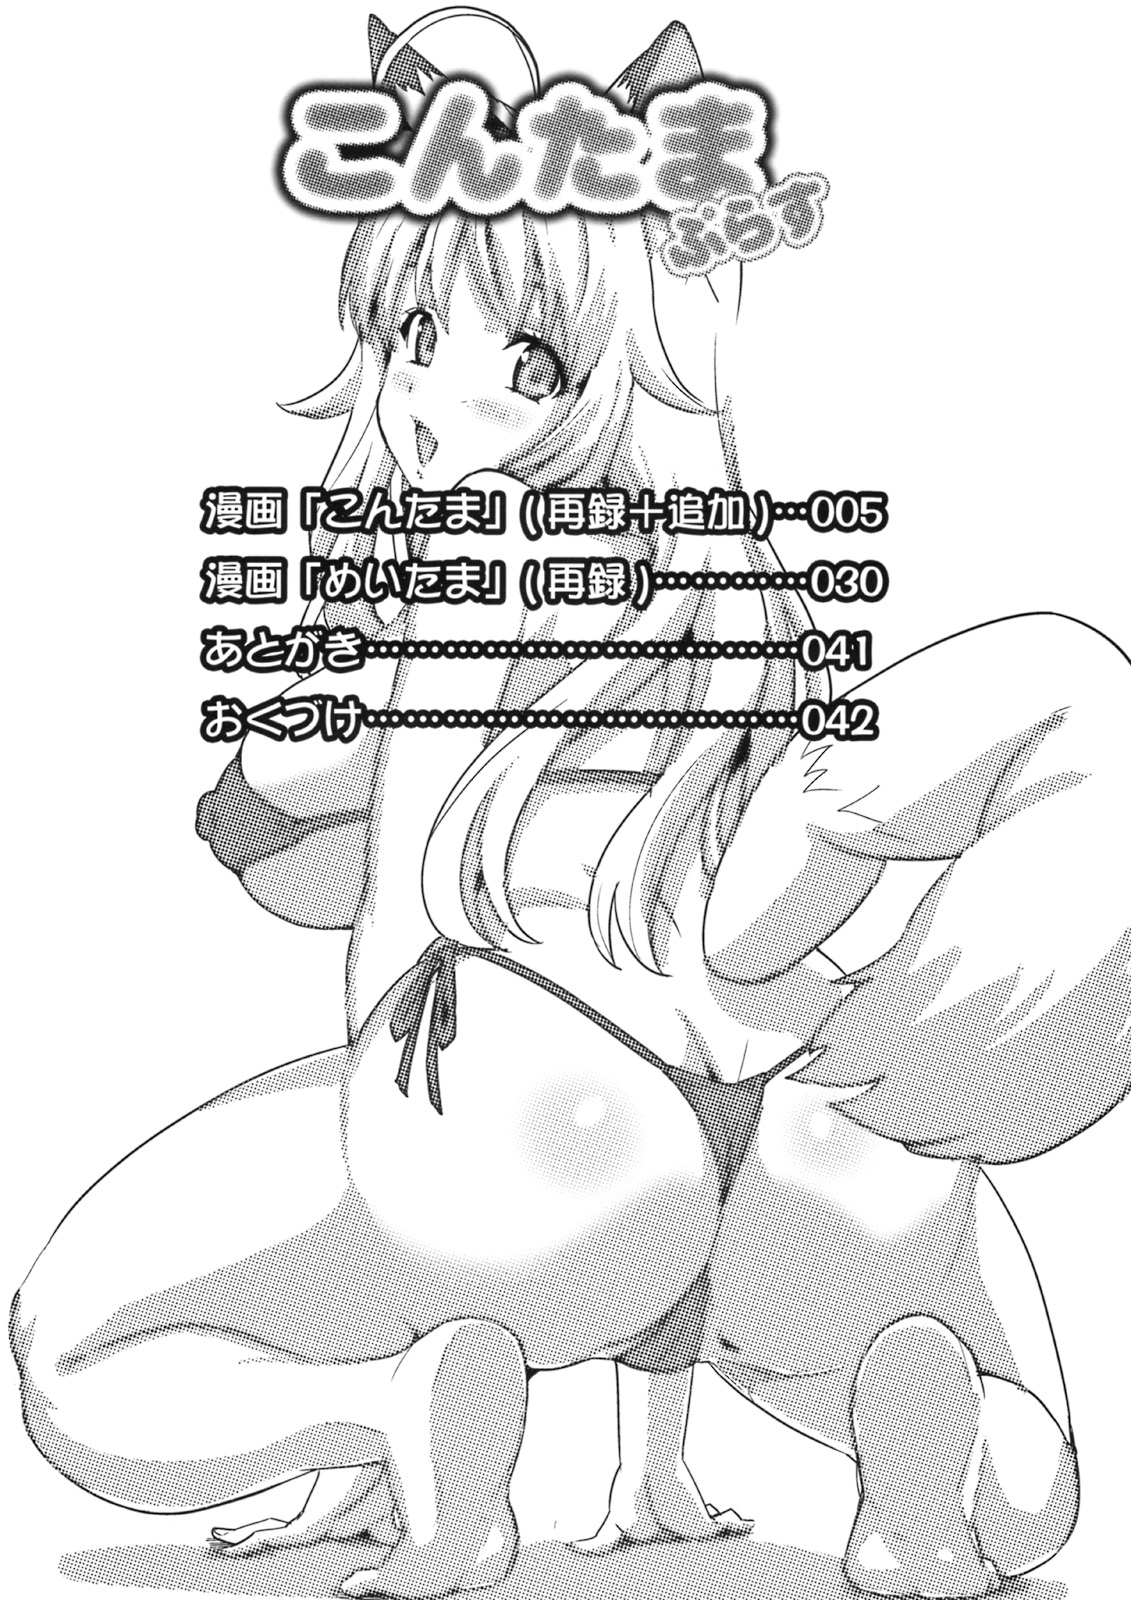 こんたま
ぷらす
漫画「こんたま」(再録＋追加)…005
漫画「めいたま」(再録)…………030
あとがき…………………………………041
おくづけ…………………………………042